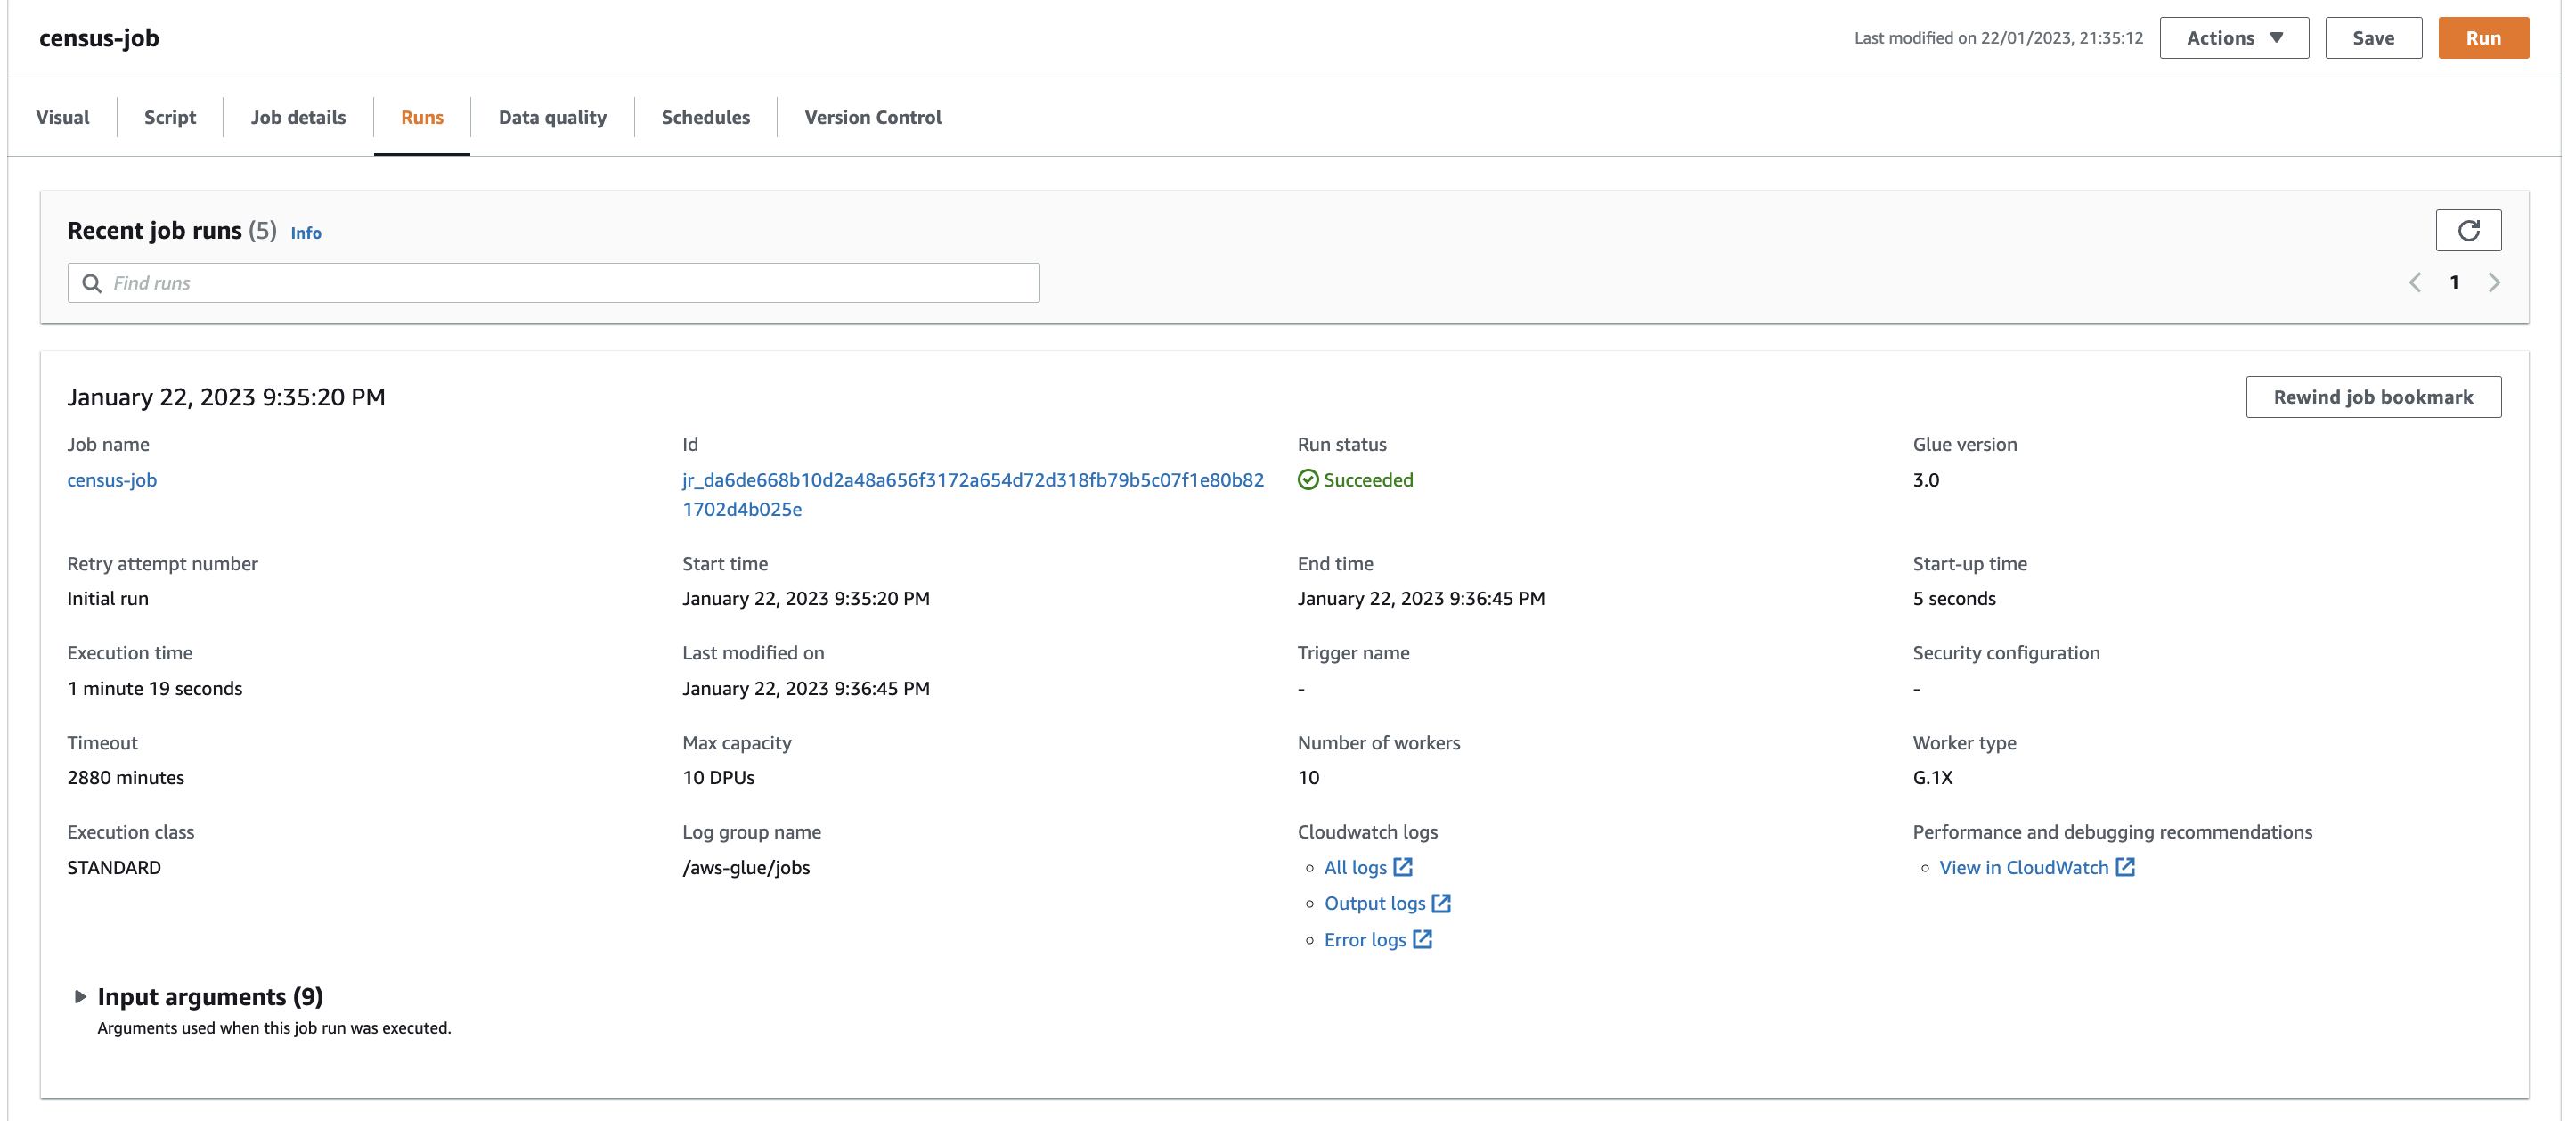 census-job
Last modified on 22/01/2023, 21:35:12
Actions
Save
Run
Visual
Script
Job details
Runs
Data quality
Schedules
Version Control
Recent job runs (5) Info
Find runs
1
January 22, 2023 9:35:20 PM
Rewind job bookmark
Job name
census-job
Id
jr_da6de668b10d2a48a656f3172a654d72d318fb79b5c07f1e80b82
1702d4b025e
Run status
Succeeded
Glue version
3.0
Retry attempt number
Initial run
Start time
January 22, 2023 9:35:20 PM
End time
January 22, 2023 9:36:45 PM
Start-up time
5 seconds
Execution time
1 minute 19 seconds
Last modified on
January 22, 2023 9:36:45 PM
Trigger name
-
Security configuration
-
Timeout
2880 minutes
Max capacity
10 DPUs
Number of workers
10
Worker type
G.1X
Execution class
STANDARD
Log group name
/aws-glue/jobs
Cloudwatch logs
All logs
Output logs
Error logs
Performance and debugging recommendations
View in CloudWatch
Input arguments (9)
Arguments used when this job run was executed.